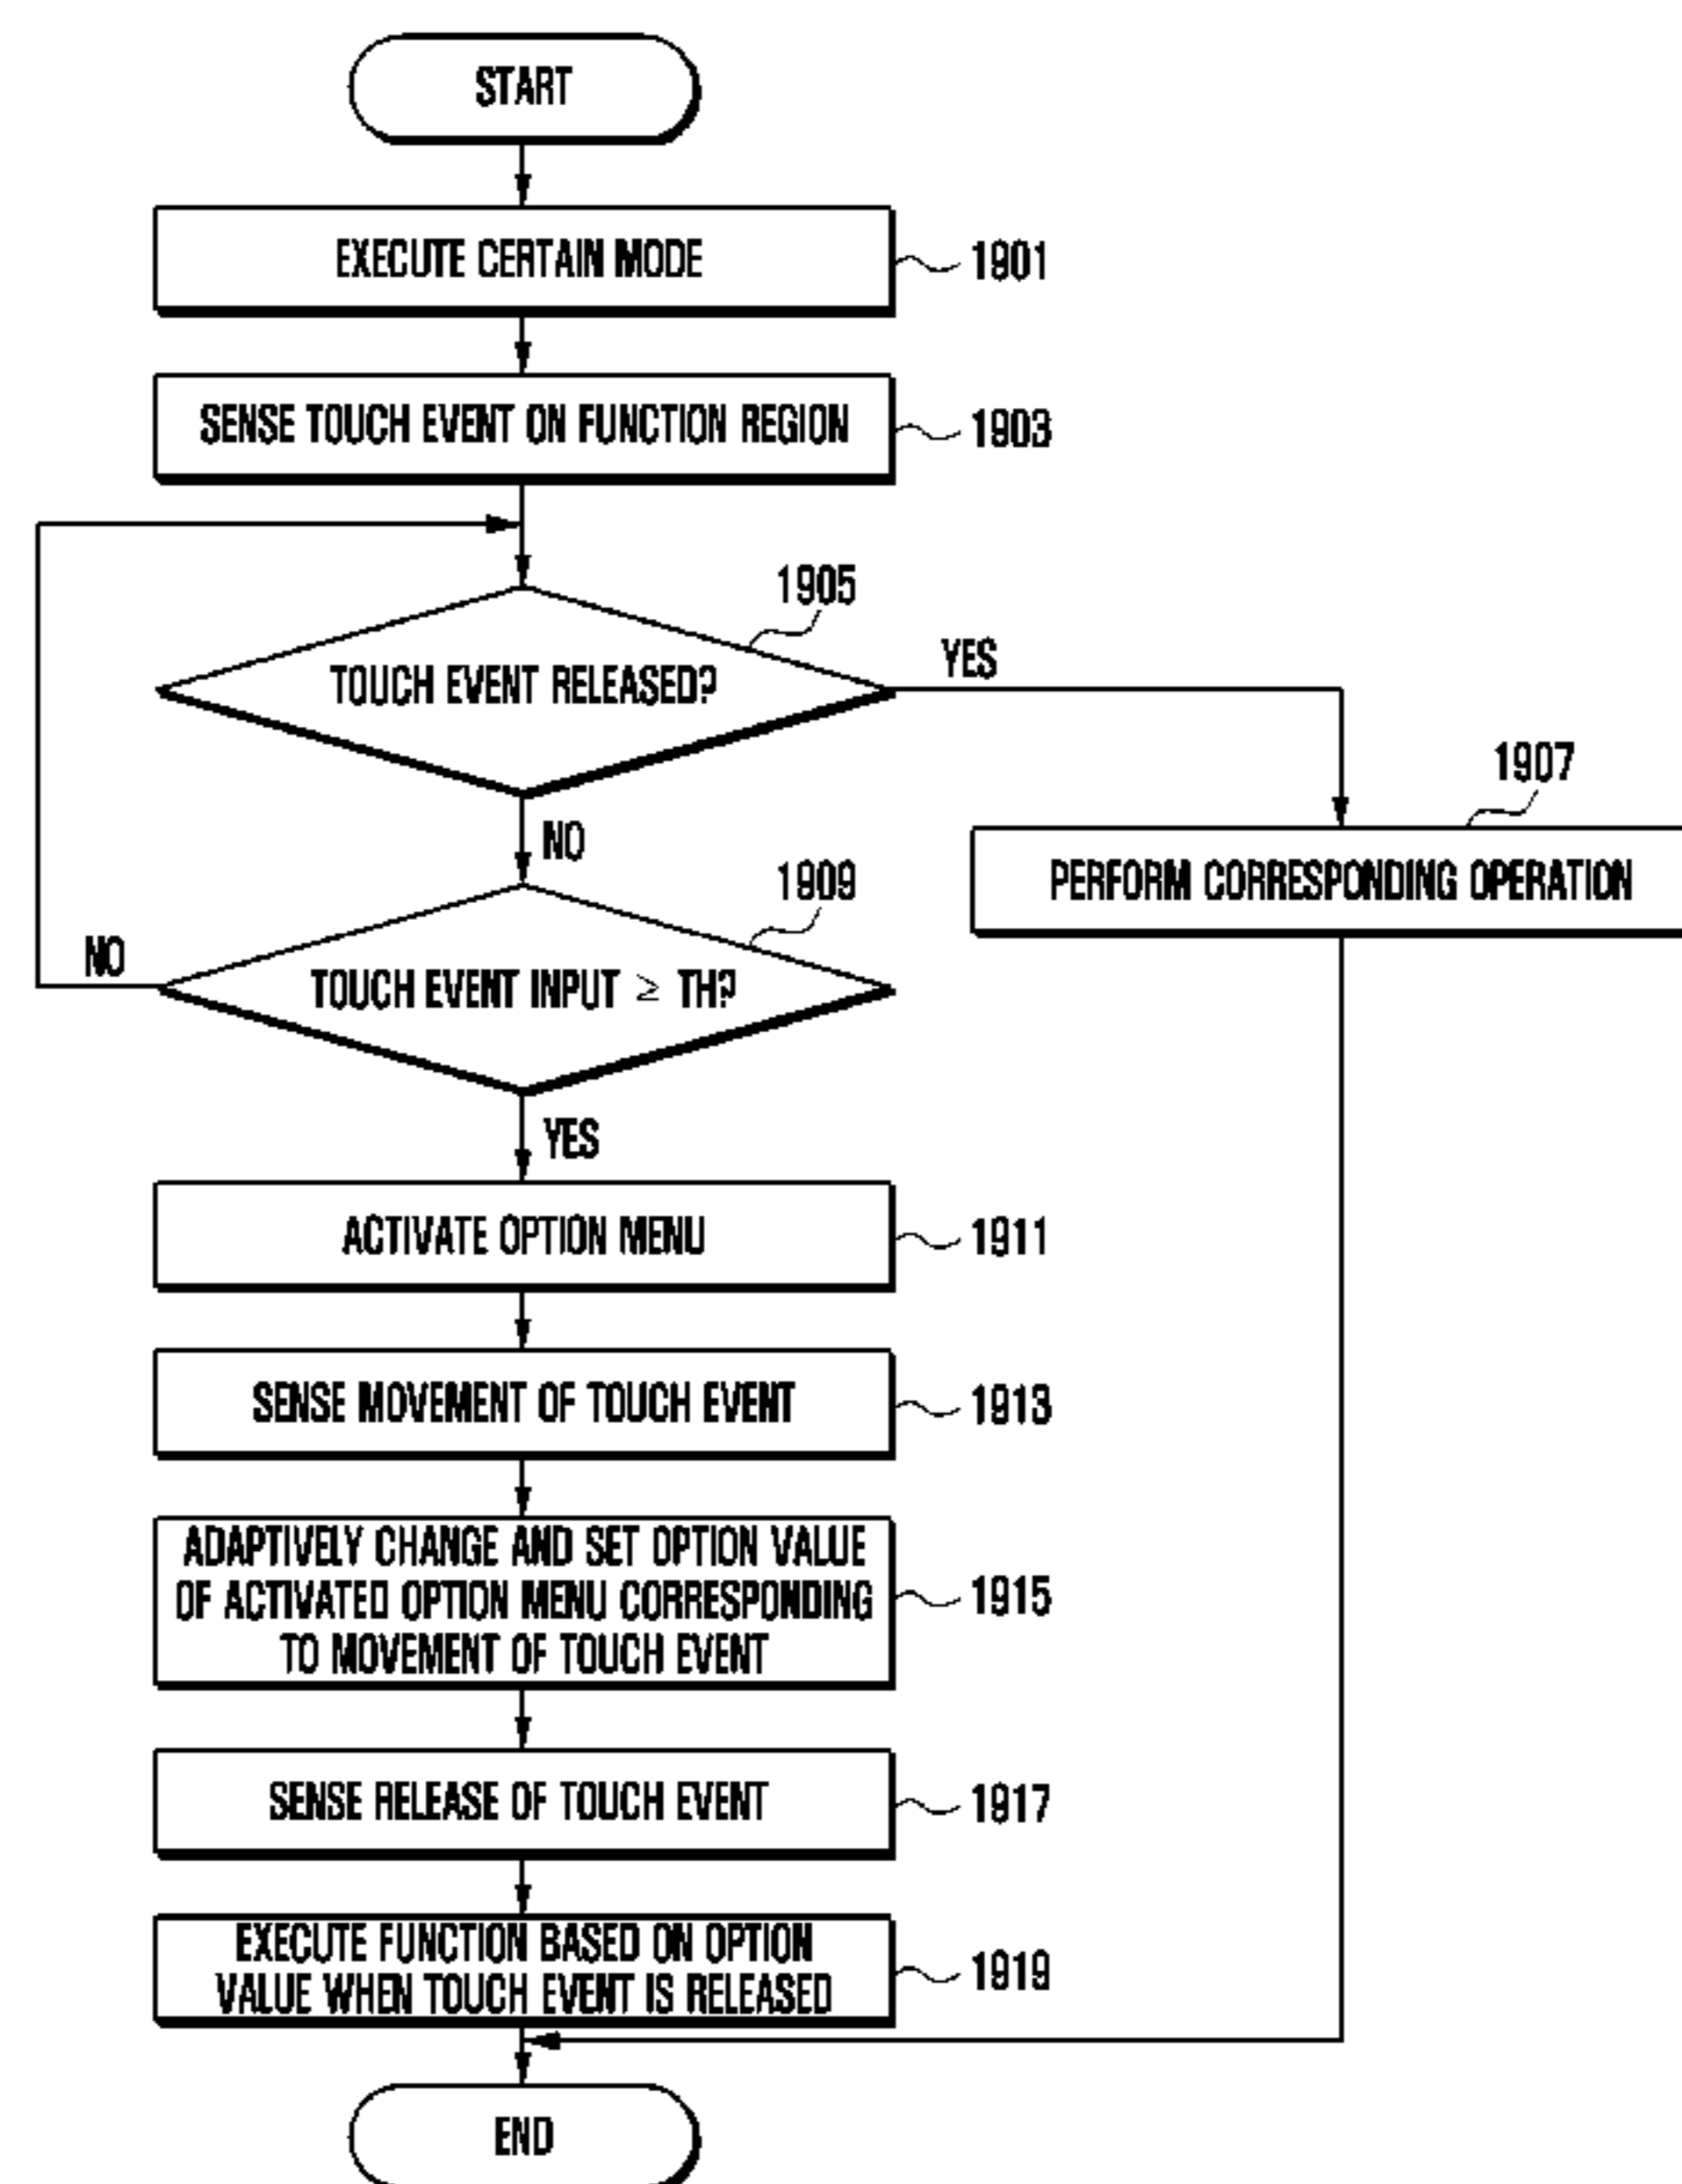 START
EXECUTE CERTAIN MODE
1901
SENSE TOUCH EVENT ON FUNCTION REGION
1903
1905
TOUCH EVENT RELEASED?
YES
NO
1907
PERFORM CORRESPONDING OPERATION
1909
NO
TOUCH EVENT INPUT ≥ TH?
YES
ACTIVATE OPTION MENU
1911
SENSE MOVEMENT OF TOUCH EVENT
1913
ADAPTIVELY CHANGE AND SET OPTION VALUE
OF ACTIVATED OPTION MENU CORRESPONDING
TO MOVEMENT OF TOUCH EVENT
1915
SENSE RELEASE OF TOUCH EVENT
1917
EXECUTE FUNCTION BASED ON OPTION
VALUE WHEN TOUCH EVENT IS RELEASED
1919
END